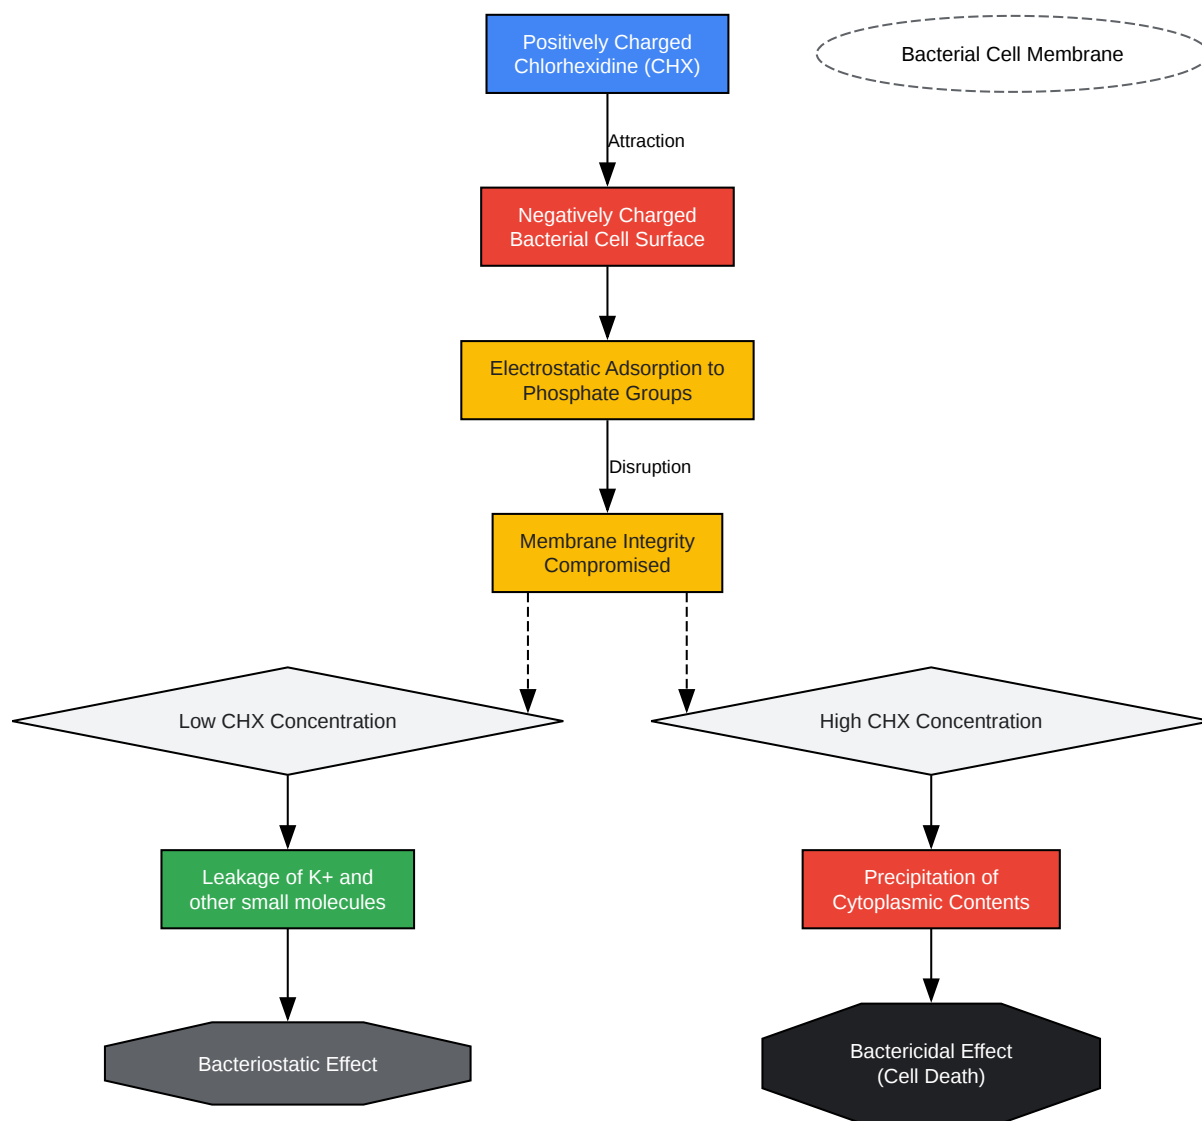 Positively Charged
Chlorhexidine (CHX)
Bacterial Cell Membrane
Attraction
Negatively Charged
Bacterial Cell Surface
Electrostatic Adsorption to
Phosphate Groups
Disruption
Membrane Integrity
Compromised
Low CHX Concentration
High CHX Concentration
Leakage of K+ and
other small molecules
Precipitation of
Cytoplasmic Contents
Bacteriostatic Effect
Bactericidal Effect
(Cell Death)